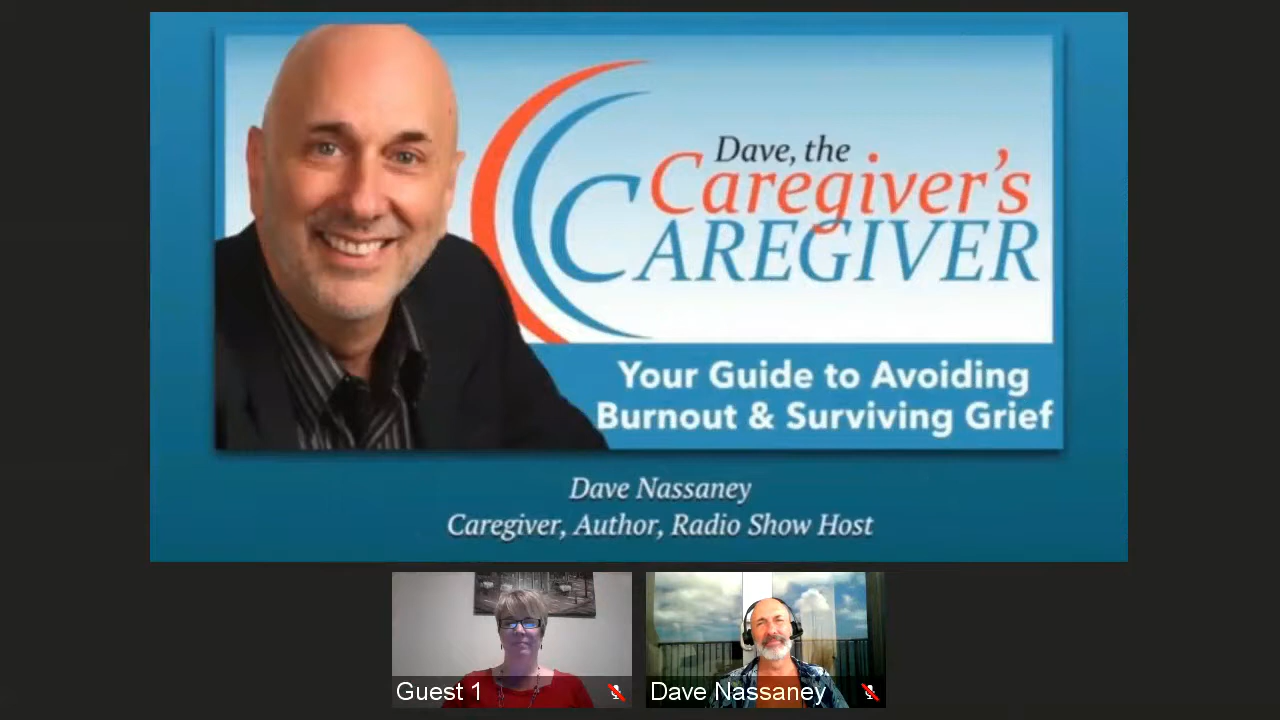 Dave, the
Caregiver's
CAREGIVER
Your Guide to Avoiding
Burnout & Surviving Grief
Dave Nassaney
Caregiver, Author, Radio Show Host
Guest 1
Dave Nassaney